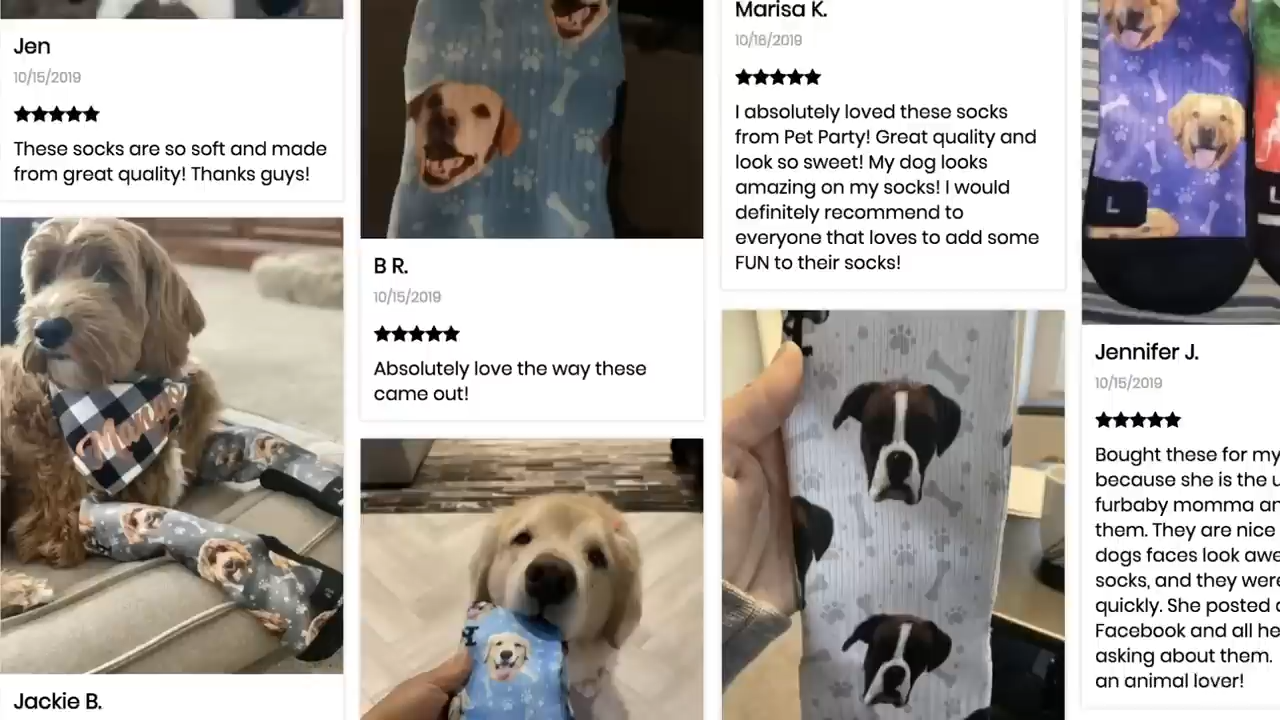 Jen
10/15/2019
These socks are so soft and made
from great quality! Thanks guys!
Mango
Jackie B.
B R.
10/15/2019
Absolutely love the way these
came out!
Marisa K.
10/16/2019
I absolutely loved these socks
from Pet Party! Great quality and
look so sweet! My dog looks
amazing on my socks! I would
definitely recommend to
everyone that loves to add some
FUN to their socks!
L
L
Jennifer J.
10/15/2019
Bought these for my
because she is the
furbaby momma
them. They are nice
dogs faces look
socks, and they were
quickly. She posted
Facebook and all
asking about them.
an animal lover!